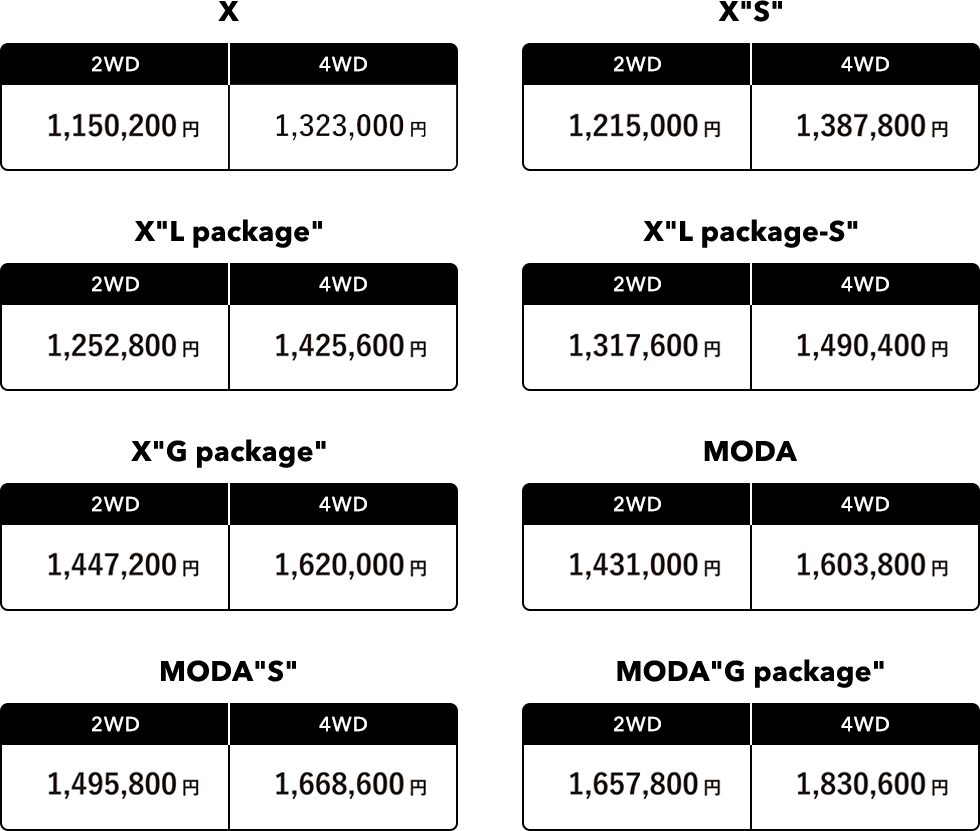 X
2WD 4WD
1,150,200円 1,323,000円
X"S"
2WD 4WD
1,215,000円 1,387,800円
X"L package"
2WD 4WD
1,252,800円 1,425,600円
X"L package-S"
2WD 4WD
1,317,600円 1,490,400円
X"G package"
2WD 4WD
1,447,200円 1,620,000円
MODA
2WD 4WD
1,431,000円 1,603,800円
MODA"S"
2WD 4WD
1,495,800円 1,668,600円
MODA"G package"
2WD 4WD
1,657,800円 1,830,600円